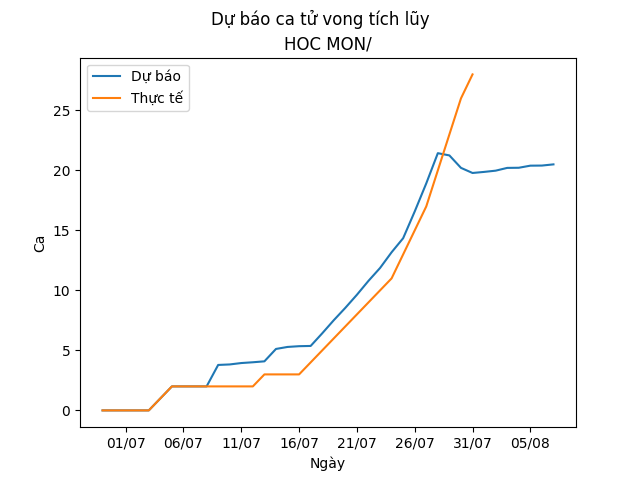 Dự báo ca tử vong tích lũy
HOC MON/
Dự báo
Thực tế
Ca
25
20
15
10
5
0
01/07 06/07 11/07 16/07 21/07 26/07 31/07 05/08
Ngày